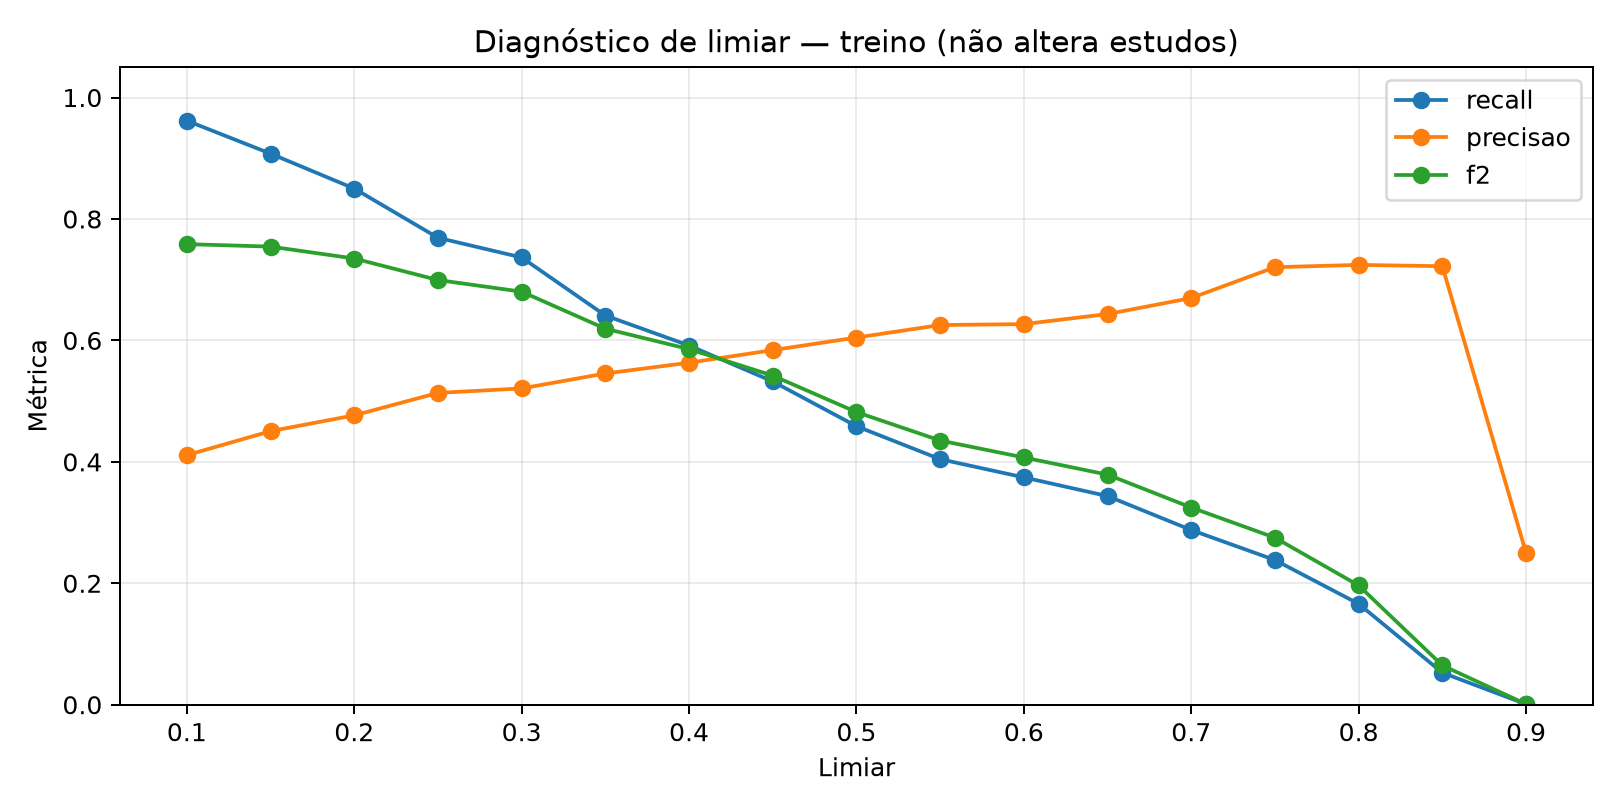 Diagnóstico de limiar — treino (não altera estudos)
recall
precisao
f2
Métrica
1.0
0.8
0.6
0.4
0.2
0.0
0.1 0.2 0.3 0.4 0.5 0.6 0.7 0.8 0.9
Limiar